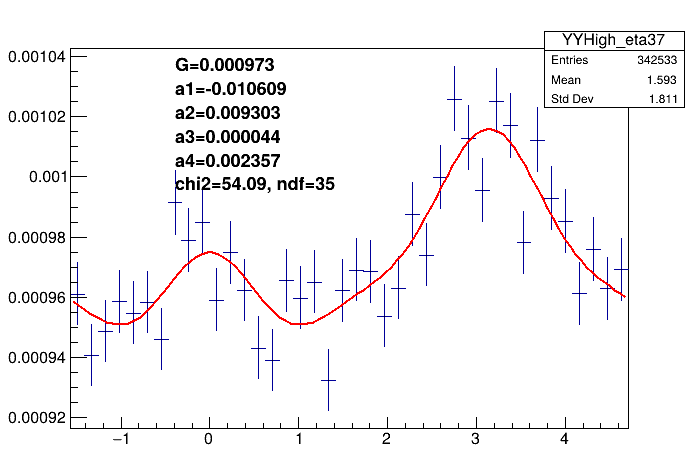 YYHigh_eta37
Entries 342533
Mean 1.593
Std Dev 1.811
G=0.000973
a1=-0.010609
a2=0.009303
a3=0.000044
a4=0.002357
chi2=54.09, ndf=35
0.00104
0.00102
0.001
0.00098
0.00096
0.00094
0.00092
−1 0 1 2 3 4